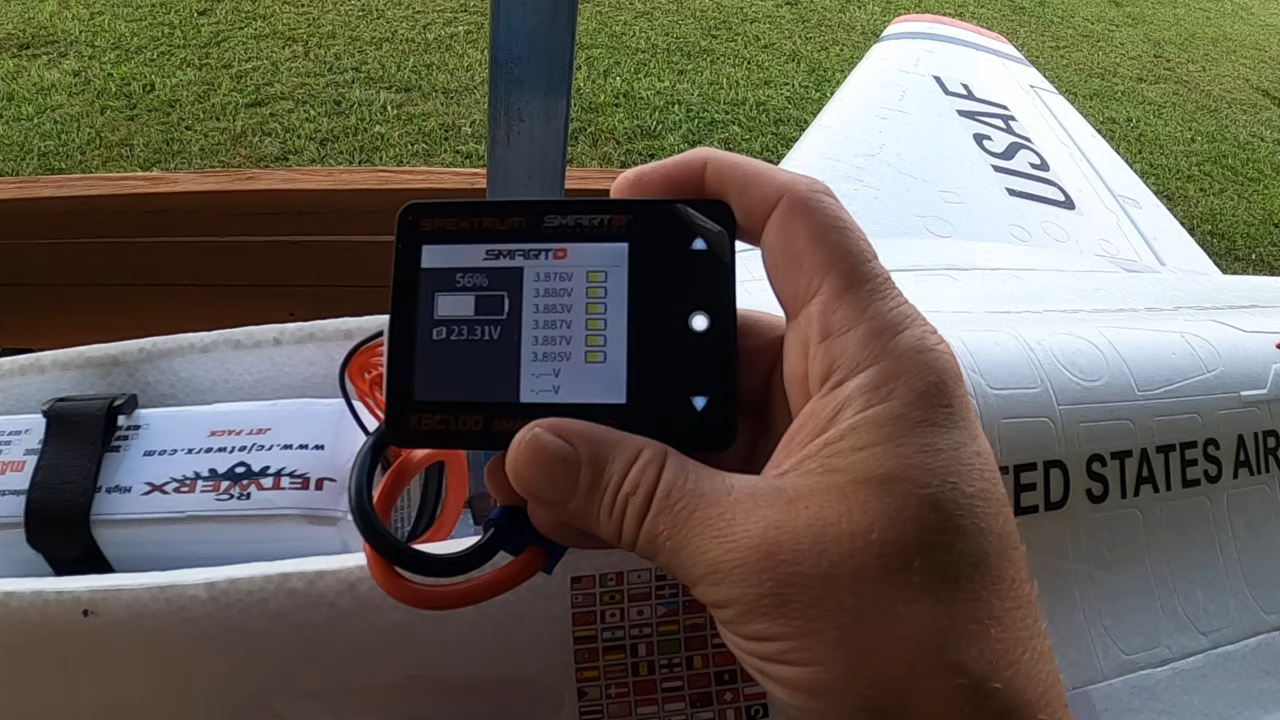 USAF
SPEKTRUM SMART
SMART
56%
23.31V
3.876V
3.880V
3.883V
3.887V
3.887V
3.895V
-.---V
-.---V
XBC100
JET PACK
www.rcjetwerx.com
RC
JETWERX
TED STATES AIR